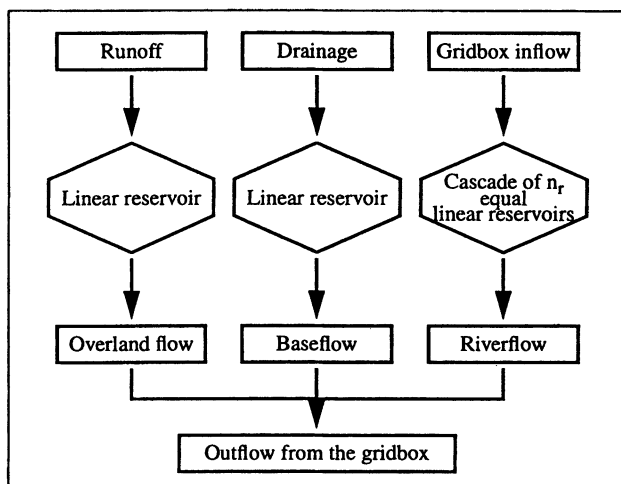 Runoff
Drainage
Gridbox inflow
Linear reservoir
Linear reservoir
Cascade of nr
equal
linear reservoirs
Overland flow
Baseflow
Riverflow
Outflow from the gridbox